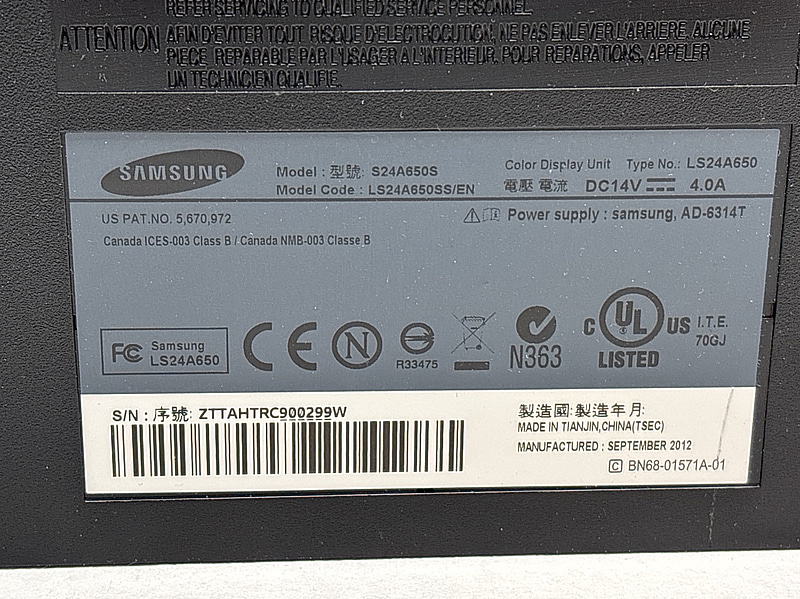 REFER SERVICING TO QUALIFIED SERVICE PERSONNEL.
ATTENTION AFIN D'EVITER TOUT RISQUE D'ELECTROCUTION, NE PAS ENLEVER L'ARRIERE. AUCUNE
PIECE REPARABLE PAR L'USAGER A L'INTERIEUR. POUR REPARATIONS, APPELER
UN TECHNICIEN QUALIFIE.
SAMSUNG
Model : 型號: S24A650S
Model Code : LS24A650SS/EN
Color Display Unit Type No.: LS24A650
電壓 電流 DC14V 4.0A
US PAT.NO. 5,670,972
Power supply : samsung, AD-6314T
Canada ICES-003 Class B / Canada NMB-003 Classe B
FC Samsung
LS24A650
CE
N
R33475
N363
C UL US
LISTED
I.T.E.
70GJ
S/N : 序號: ZTTAHTRC900299W
製造國: 製造年月:
MADE IN TIANJIN,CHINA(TSEC)
MANUFACTURED : SEPTEMBER 2012
C BN68-01571A-01